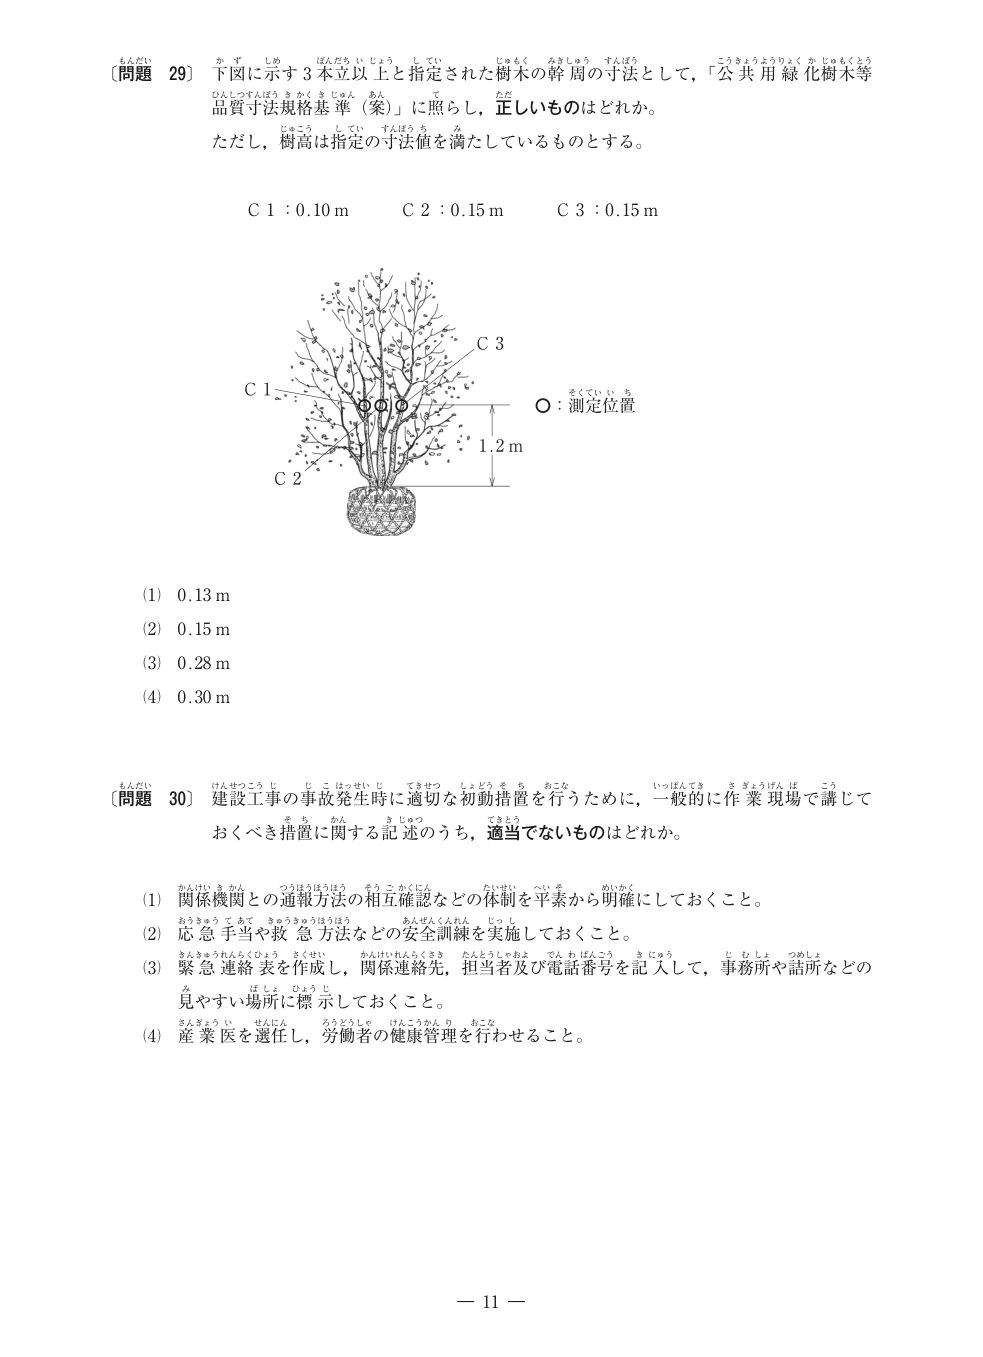 〔問題　29〕　下図に示す3本立以上と指定された樹木の幹周の寸法として，「公共用緑化樹木等
品質寸法規格基準（案）」に照らし，正しいものはどれか。
ただし，樹高は指定の寸法値を満たしているものとする。
C 1：0.10 m　　C 2：0.15 m　　C 3：0.15 m
C 3
C 1
○：測定位置
1.2 m
C 2
⑴　0.13 m
⑵　0.15 m
⑶　0.28 m
⑷　0.30 m
〔問題　30〕　建設工事の事故発生時に適切な初動措置を行うために，一般的に作業現場で講じて
おくべき措置に関する記述のうち，適当でないものはどれか。
⑴　関係機関との通報方法の相互確認などの体制を平素から明確にしておくこと。
⑵　応急手当や救急方法などの安全訓練を実施しておくこと。
⑶　緊急連絡表を作成し，関係連絡先，担当者及び電話番号を記入して，事務所や詰所などの
見やすい場所に標示しておくこと。
⑷　産業医を選任し，労働者の健康管理を行わせること。
― 11 ―